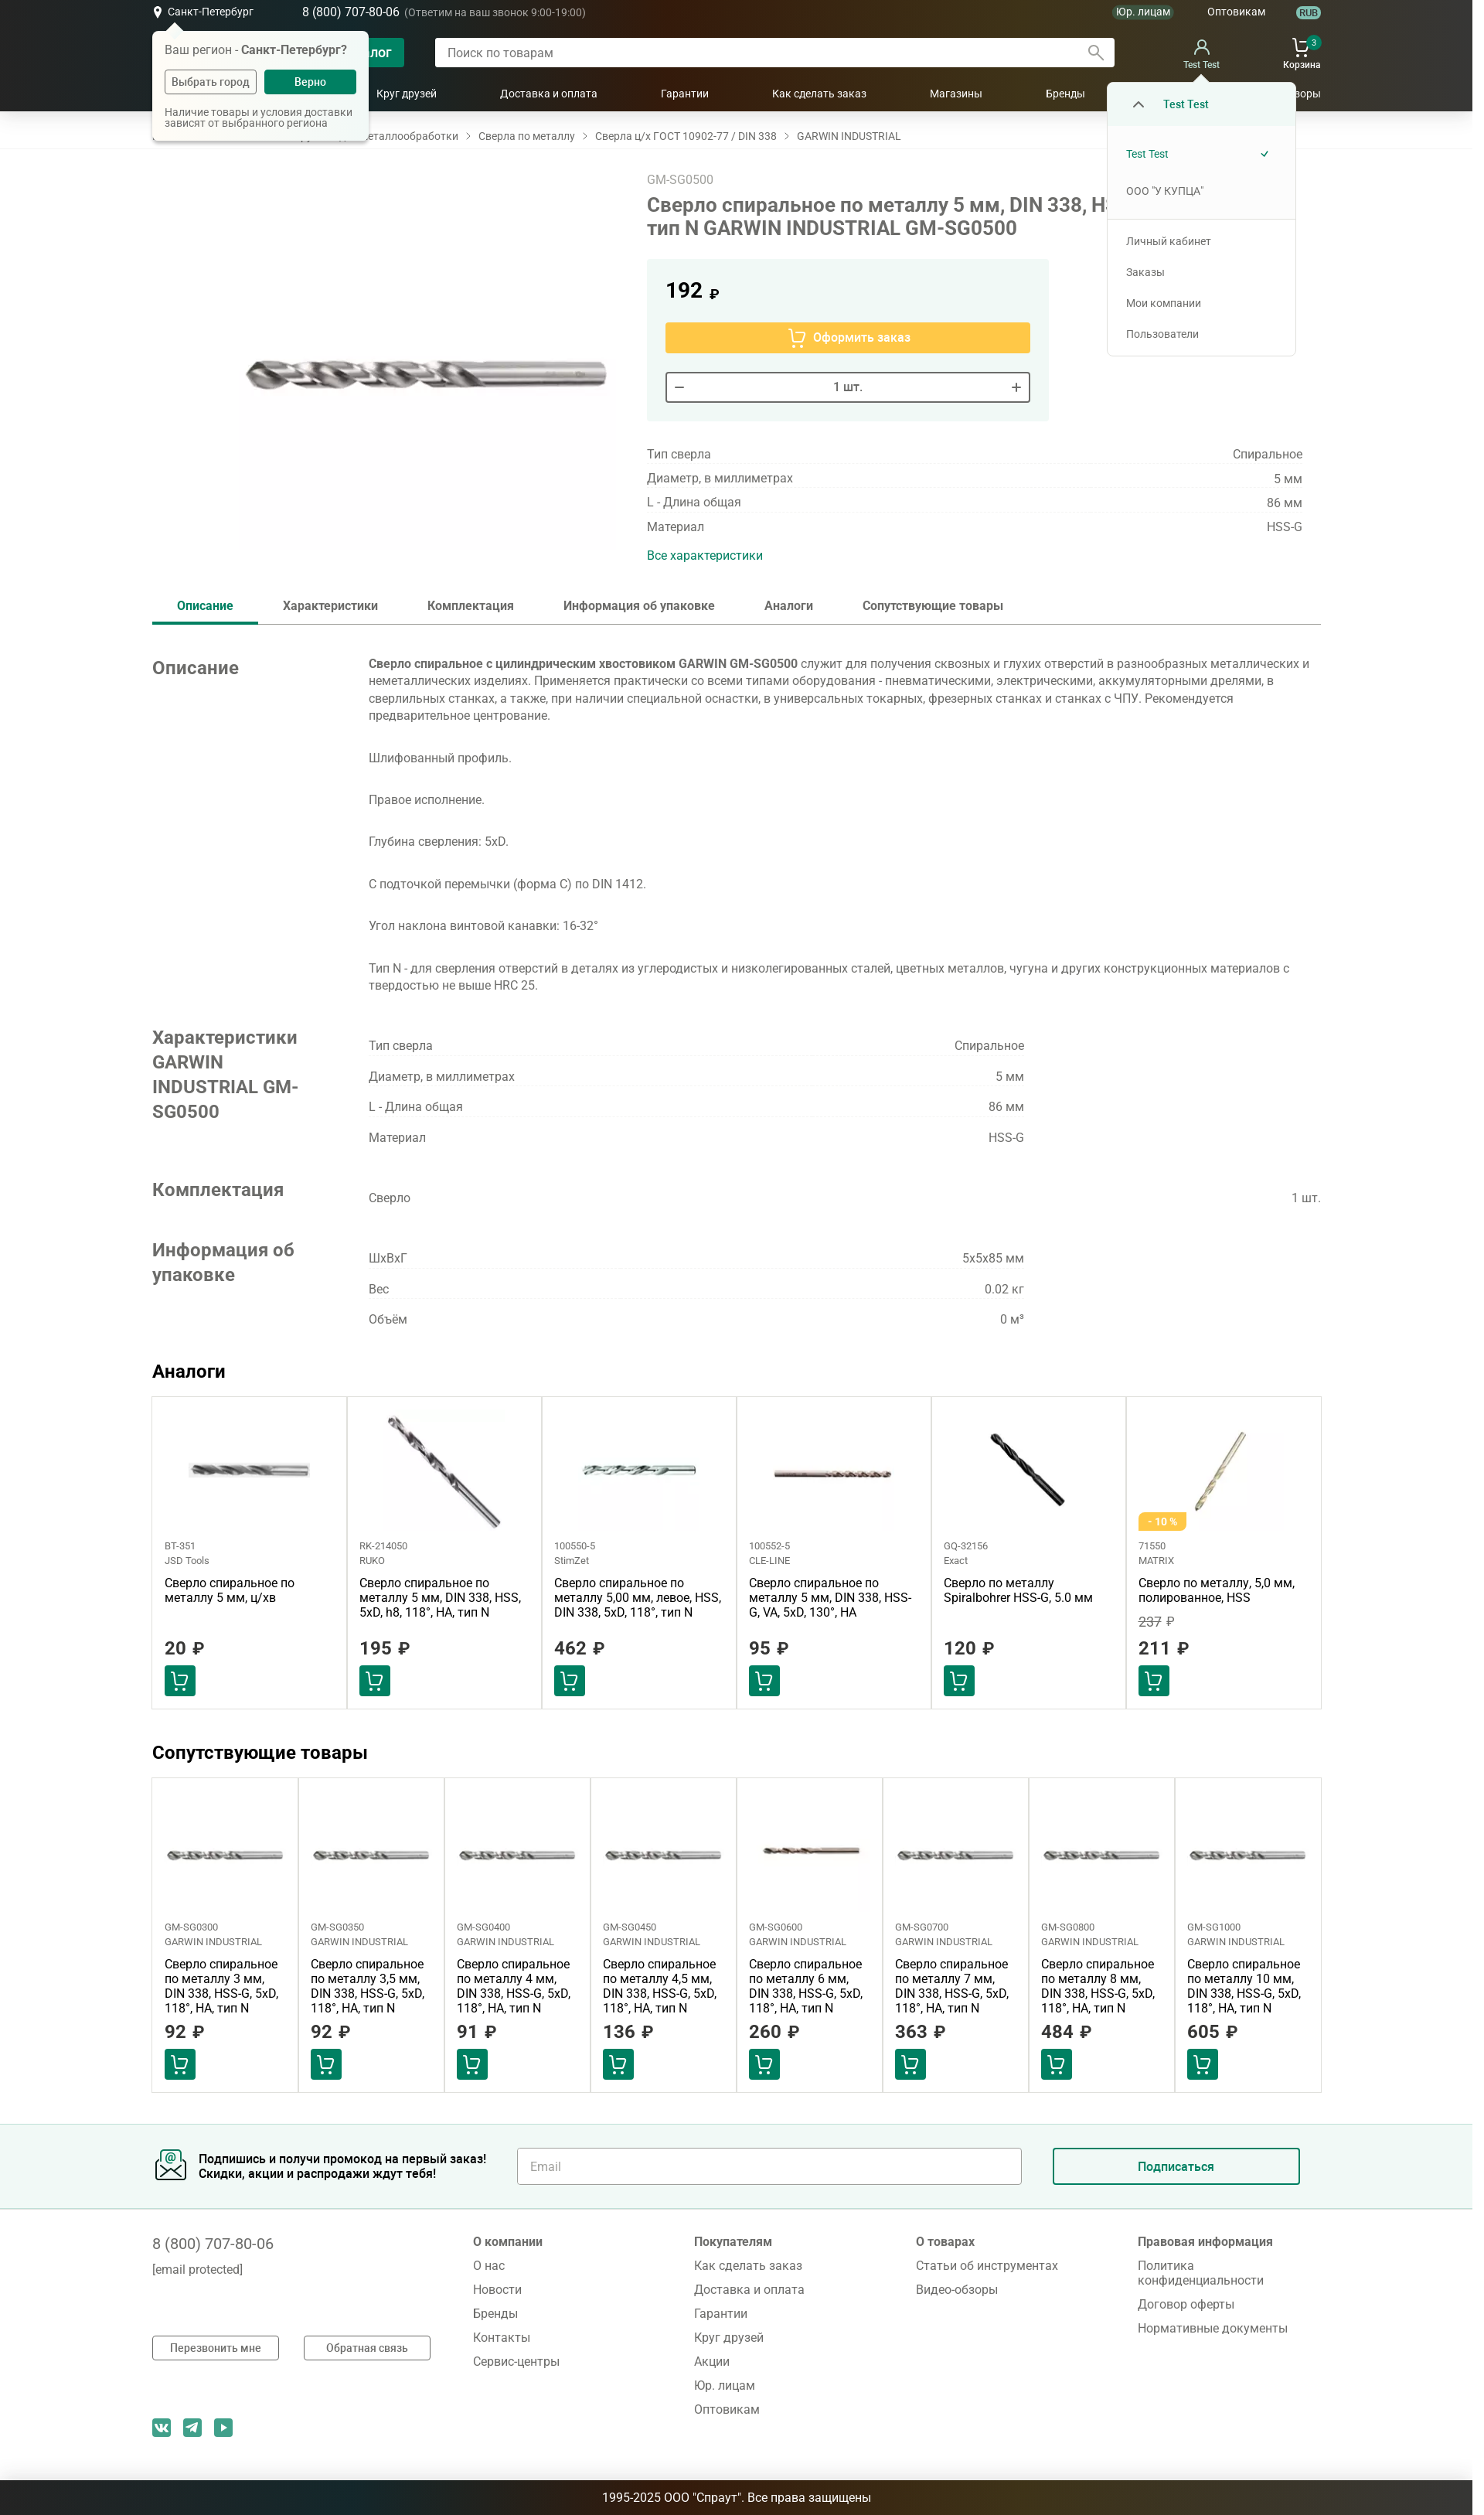 Санкт-Петербург
8 (800) 707-80-06 (Ответим на ваш звонок 9:00-19:00)
Юр. лицам
Оптовикам
RUB
Ваш регион - Санкт-Петербург?
Выбрать город
Верно
Наличие товары и условия доставки
зависят от выбранного региона
Поиск по товарам
Test Test
3
Корзина
Круг друзей
Доставка и оплата
Гарантии
Как сделать заказ
Магазины
Бренды
Сверла по металлу
Сверла ц/х ГОСТ 10902-77 / DIN 338
GARWIN INDUSTRIAL
Test Test
Test Test
ООО "У КУПЦА"
Личный кабинет
Заказы
Мои компании
Пользователи
GM-SG0500
Сверло спиральное по металлу 5 мм, DIN 338,
тип N GARWIN INDUSTRIAL GM-SG0500
192 ₽
Оформить заказ
− 1 шт. +
Тип сверла Спиральное
Диаметр, в миллиметрах 5 мм
L - Длина общая 86 мм
Материал HSS-G
Все характеристики
Описание
Характеристики
Комплектация
Информация об упаковке
Аналоги
Сопутствующие товары
Описание
Сверло спиральное с цилиндрическим хвостовиком GARWIN GM-SG0500 служит для получения сквозных и глухих отверстий в разнообразных металлических и
неметаллических изделиях. Применяется практически со всеми типами оборудования - пневматическими, электрическими, аккумуляторными дрелями, в
сверлильных станках, а также, при наличии специальной оснастки, в универсальных токарных, фрезерных станках и станках с ЧПУ. Рекомендуется
предварительное центрование.
Шлифованный профиль.
Правое исполнение.
Глубина сверления: 5xD.
С подточкой перемычки (форма С) по DIN 1412.
Угол наклона винтовой канавки: 16-32°
Тип N - для сверления отверстий в деталях из углеродистых и низколегированных сталей, цветных металлов, чугуна и других конструкционных материалов с
твердостью не выше HRC 25.
Характеристики
GARWIN
INDUSTRIAL GM-
SG0500
Тип сверла Спиральное
Диаметр, в миллиметрах 5 мм
L - Длина общая 86 мм
Материал HSS-G
Комплектация
Сверло 1 шт.
Информация об
упаковке
ШхВхГ 5x5x85 мм
Вес 0.02 кг
Объём 0 м³
Аналоги
BT-351
JSD Tools
Сверло спиральное по
металлу 5 мм, ц/хв
20 ₽
RK-214050
RUKO
Сверло спиральное по
металлу 5 мм, DIN 338, HSS,
5xD, h8, 118°, HA, тип N
195 ₽
100550-5
StimZet
Сверло спиральное по
металлу 5,00 мм, левое, HSS,
DIN 338, 5xD, 118°, тип N
462 ₽
100552-5
CLE-LINE
Сверло спиральное по
металлу 5 мм, DIN 338, HSS-
G, VA, 5xD, 130°, HA
95 ₽
GQ-32156
Exact
Сверло по металлу
Spiralbohrer HSS-G, 5.0 мм
120 ₽
- 10 %
71550
MATRIX
Сверло по металлу, 5,0 мм,
полированное, HSS
237 ₽
211 ₽
Сопутствующие товары
GM-SG0300
GARWIN INDUSTRIAL
Сверло спиральное
по металлу 3 мм,
DIN 338, HSS-G, 5xD,
118°, HA, тип N
92 ₽
GM-SG0350
GARWIN INDUSTRIAL
Сверло спиральное
по металлу 3,5 мм,
DIN 338, HSS-G, 5xD,
118°, HA, тип N
92 ₽
GM-SG0400
GARWIN INDUSTRIAL
Сверло спиральное
по металлу 4 мм,
DIN 338, HSS-G, 5xD,
118°, HA, тип N
91 ₽
GM-SG0450
GARWIN INDUSTRIAL
Сверло спиральное
по металлу 4,5 мм,
DIN 338, HSS-G, 5xD,
118°, HA, тип N
136 ₽
GM-SG0600
GARWIN INDUSTRIAL
Сверло спиральное
по металлу 6 мм,
DIN 338, HSS-G, 5xD,
118°, HA, тип N
260 ₽
GM-SG0700
GARWIN INDUSTRIAL
Сверло спиральное
по металлу 7 мм,
DIN 338, HSS-G, 5xD,
118°, HA, тип N
363 ₽
GM-SG0800
GARWIN INDUSTRIAL
Сверло спиральное
по металлу 8 мм,
DIN 338, HSS-G, 5xD,
118°, HA, тип N
484 ₽
GM-SG1000
GARWIN INDUSTRIAL
Сверло спиральное
по металлу 10 мм,
DIN 338, HSS-G, 5xD,
118°, HA, тип N
605 ₽
Подпишись и получи промокод на первый заказ!
Скидки, акции и распродажи ждут тебя!
Email
Подписаться
8 (800) 707-80-06
[email protected]
Перезвонить мне
Обратная связь
О компании
О нас
Новости
Бренды
Контакты
Сервис-центры
Покупателям
Как сделать заказ
Доставка и оплата
Гарантии
Круг друзей
Акции
Юр. лицам
Оптовикам
О товарах
Статьи об инструментах
Видео-обзоры
Правовая информация
Политика
конфиденциальности
Договор оферты
Нормативные документы
1995-2025 ООО "Спраут". Все права защищены